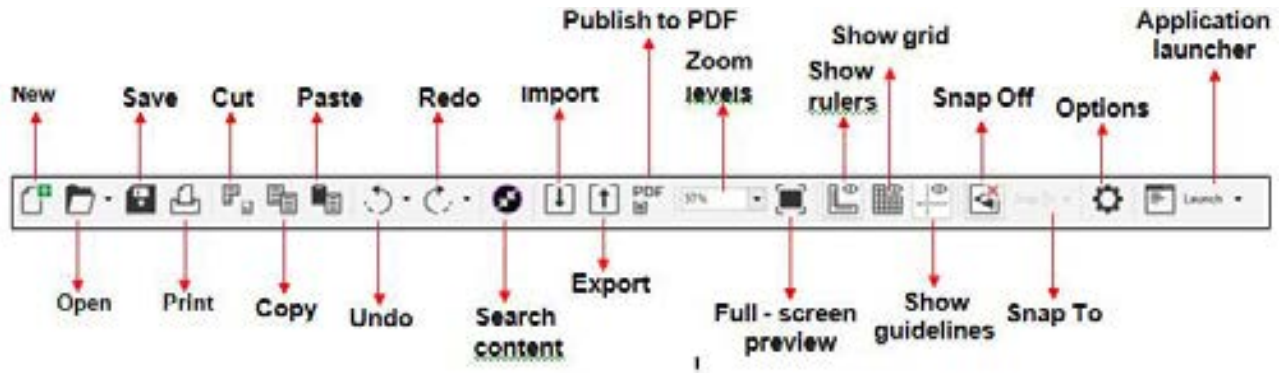 Publish to PDF
Application
launcher
Zoom
levels
Show grid
Show
rulers
New
Save
Cut
Paste
Redo
Import
Snap Off
Options
PDF
Launch
Open
Print
Copy
Undo
Search
content
Export
Full - screen
preview
Show
guidelines
Snap To